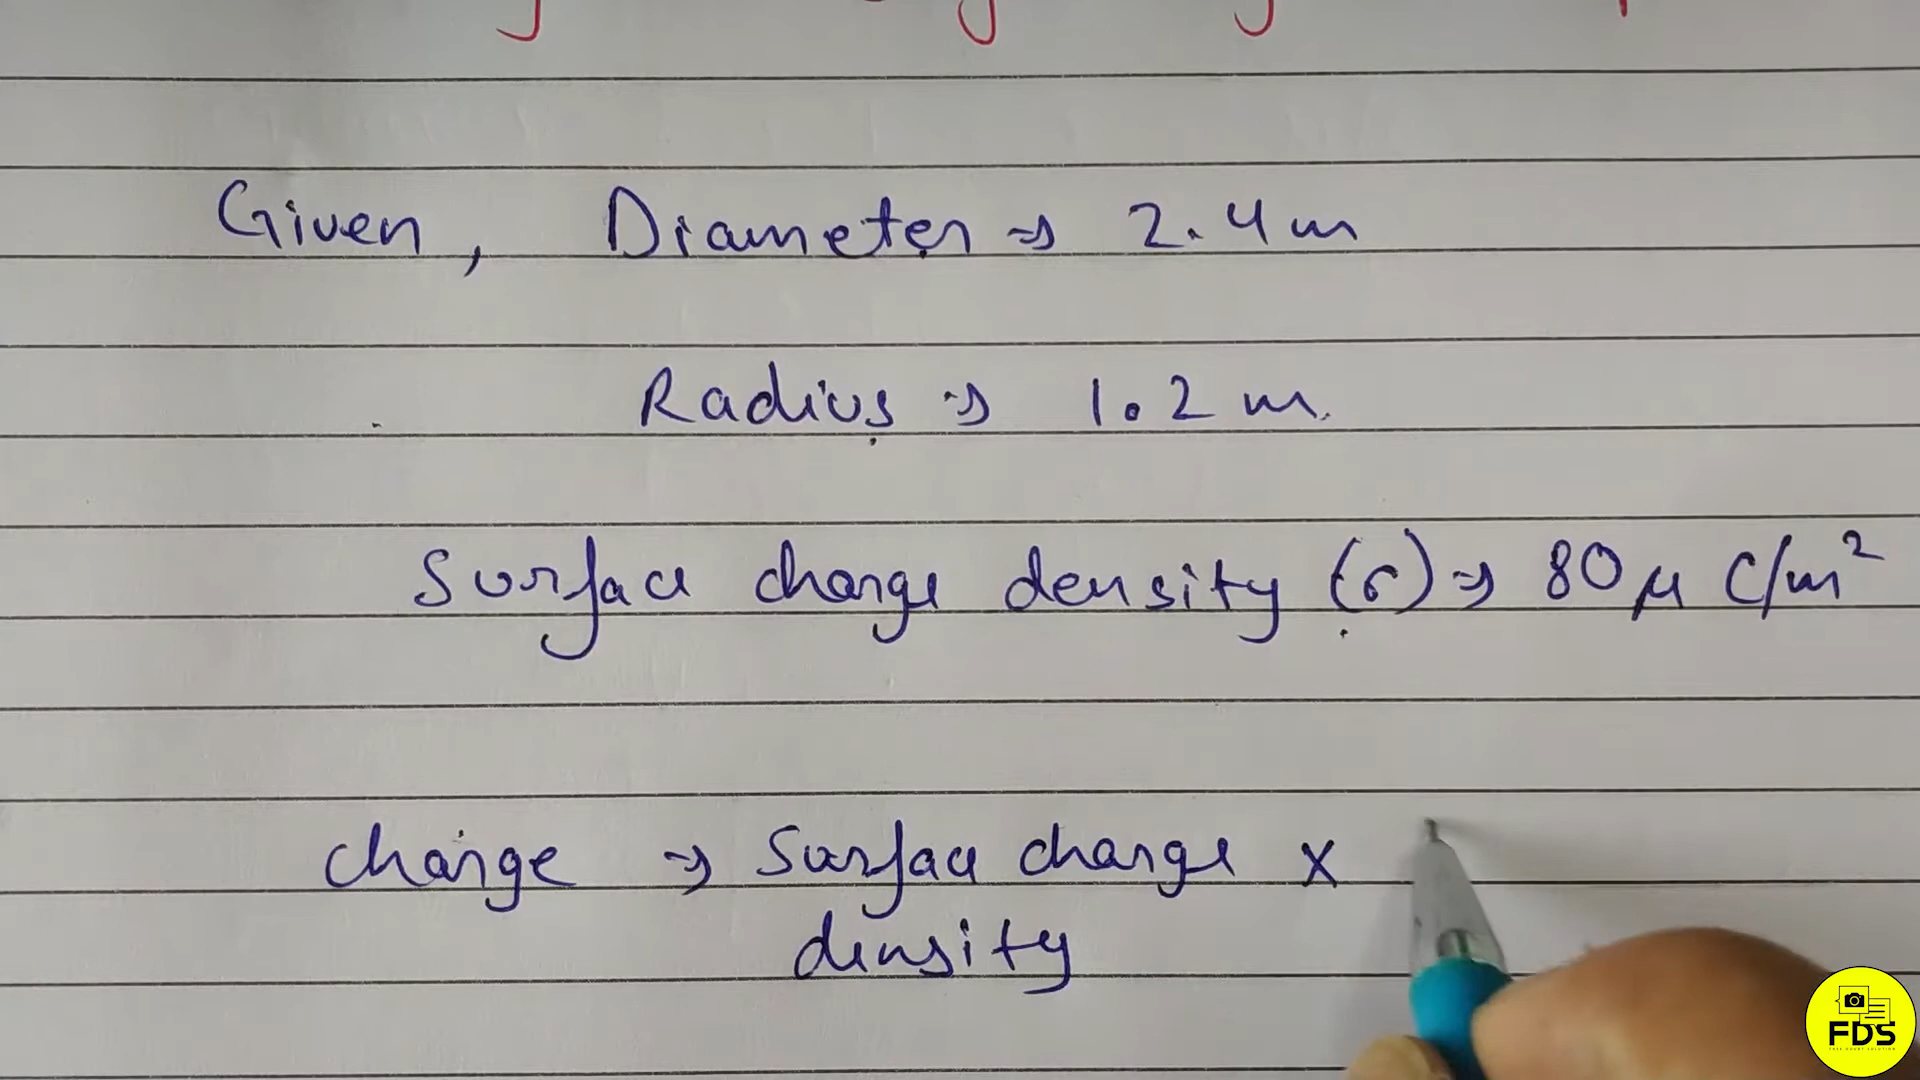 Given, Diameter → 2.4 m
Radius → 1.2 m.
Surface charge density (σ) → 80 μ C/m²
charge → Surface charge ×
density
FDS